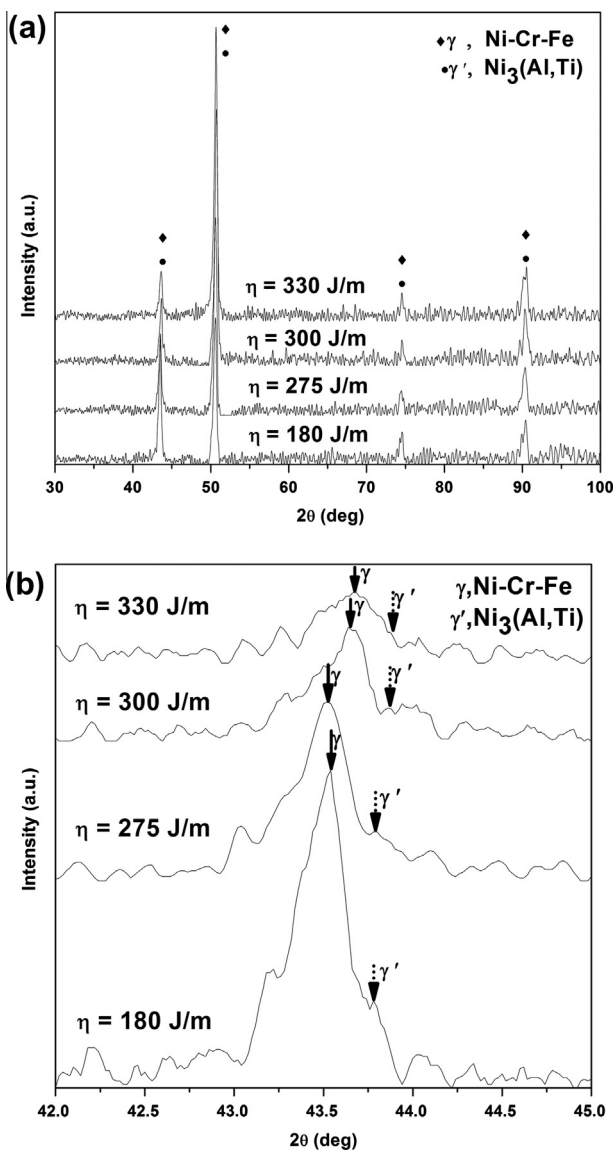 (a)
♦γ , Ni-Cr-Fe
●γ′, Ni₃(Al,Ti)
Intensity (a.u.)
η = 330 J/m
η = 300 J/m
η = 275 J/m
η = 180 J/m
30 40 50 60 70 80 90 100
2θ (deg)
(b)
γ,Ni-Cr-Fe
γ′,Ni₃(Al,Ti)
Intensity (a.u.)
γ
η = 330 J/m
γ′
γ
η = 300 J/m
γ′
γ
γ
η = 275 J/m
γ′
γ′
η = 180 J/m
42.0 42.5 43.0 43.5 44.0 44.5 45.0
2θ (deg)